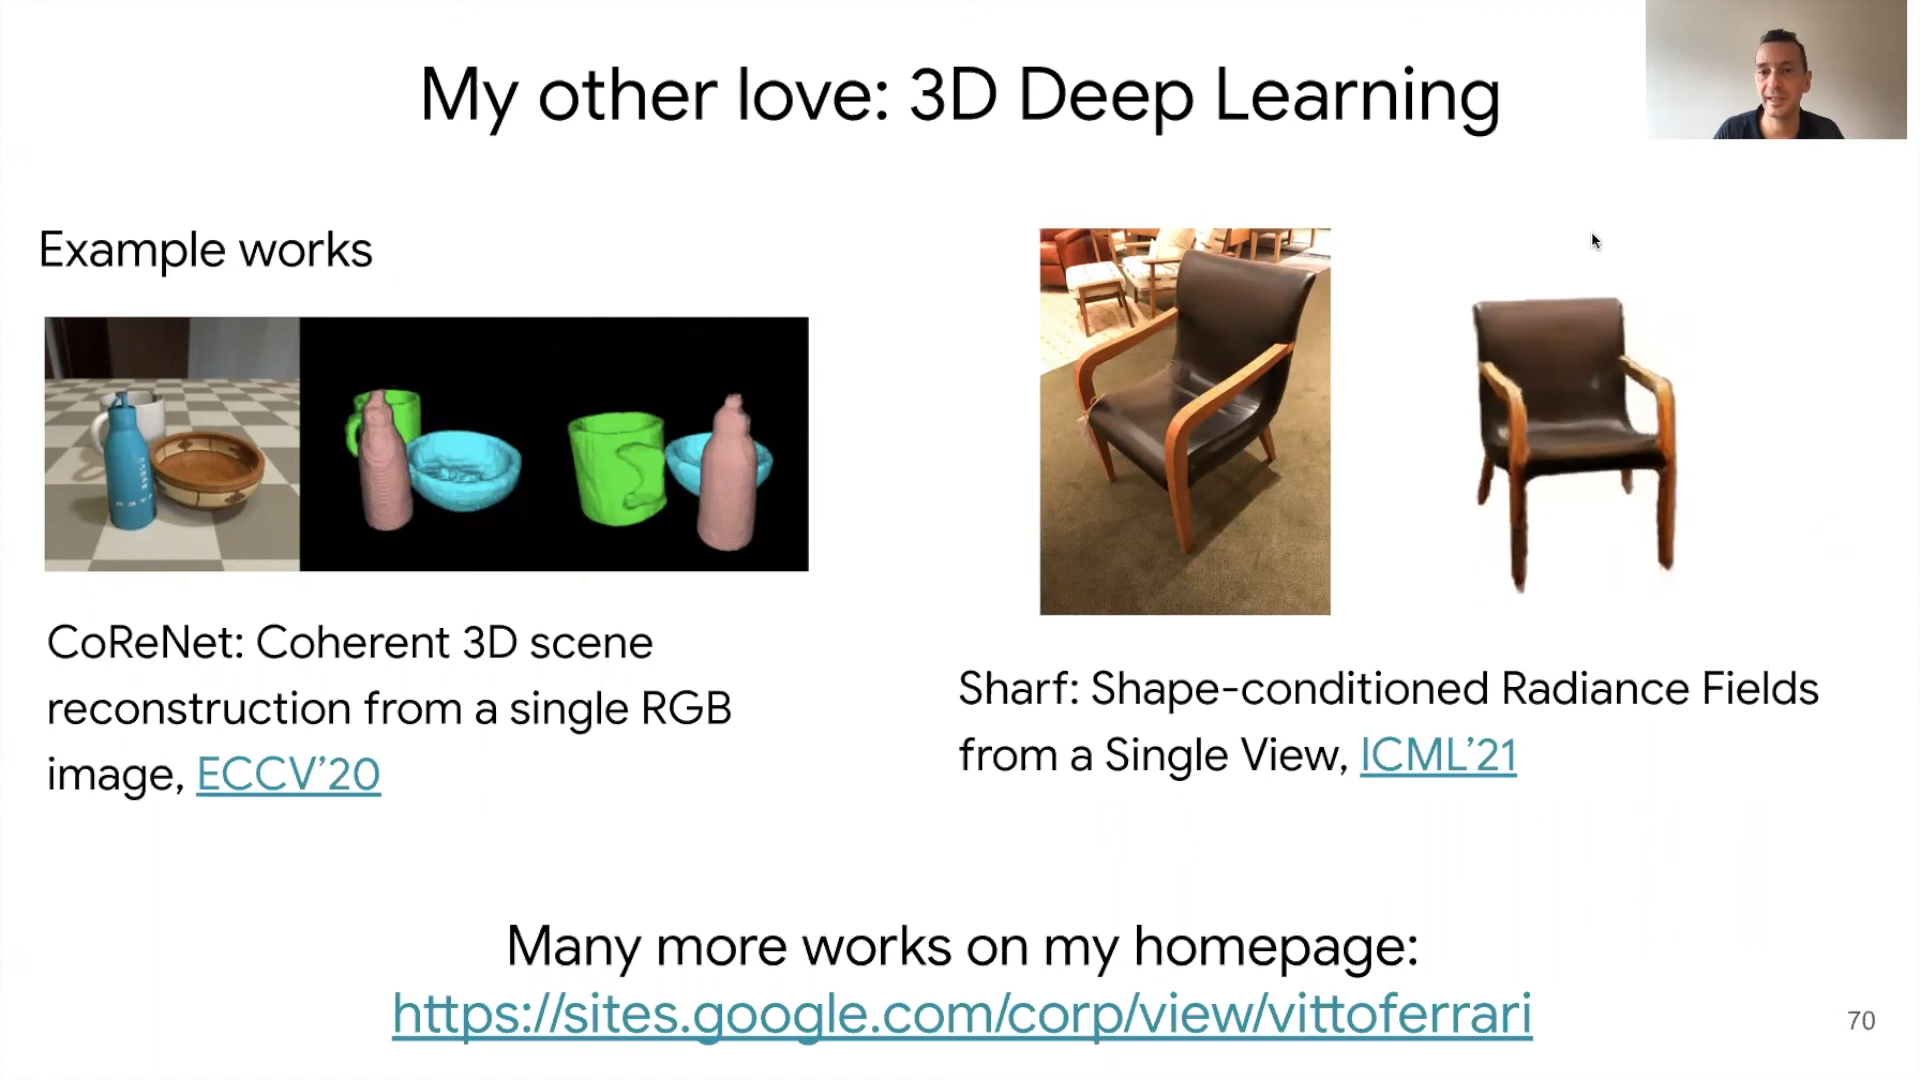 My other love: 3D Deep Learning
Example works
CoReNet: Coherent 3D scene
reconstruction from a single RGB
image, ECCV’20
Sharf: Shape-conditioned Radiance Fields
from a Single View, ICML’21
Many more works on my homepage:
https://sites.google.com/corp/view/vittoferrari
70